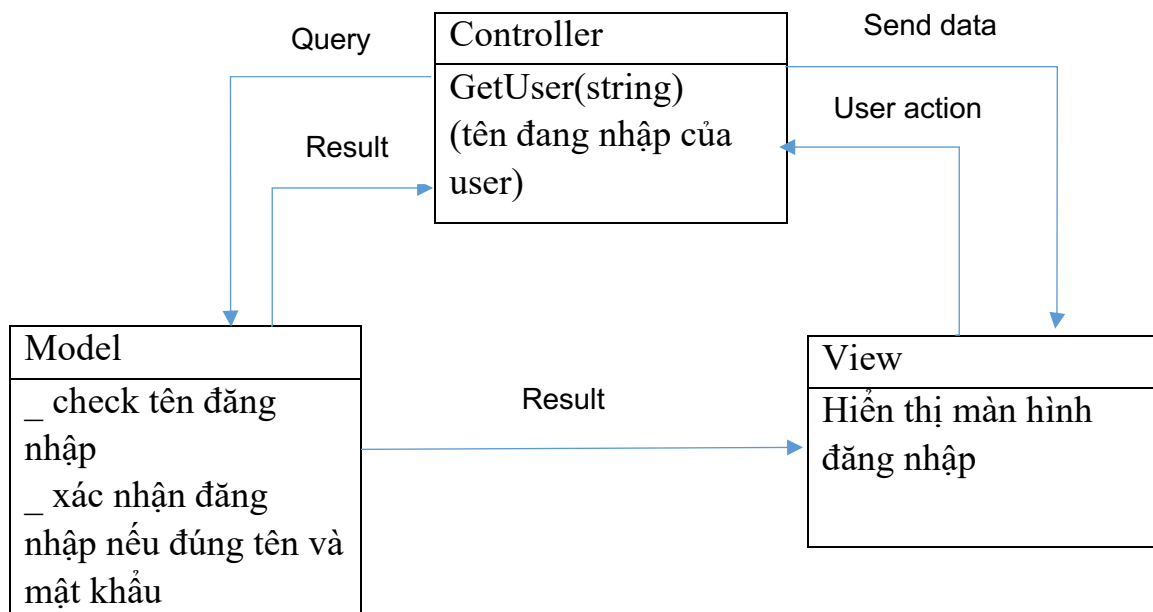 Query
Controller
Send data
GetUser(string)
(tên đang nhập của
user)
User action
Result
Model
_ check tên đăng
nhập
_ xác nhận đăng
nhập nếu đúng tên và
mật khẩu
Result
View
Hiển thị màn hình
đăng nhập